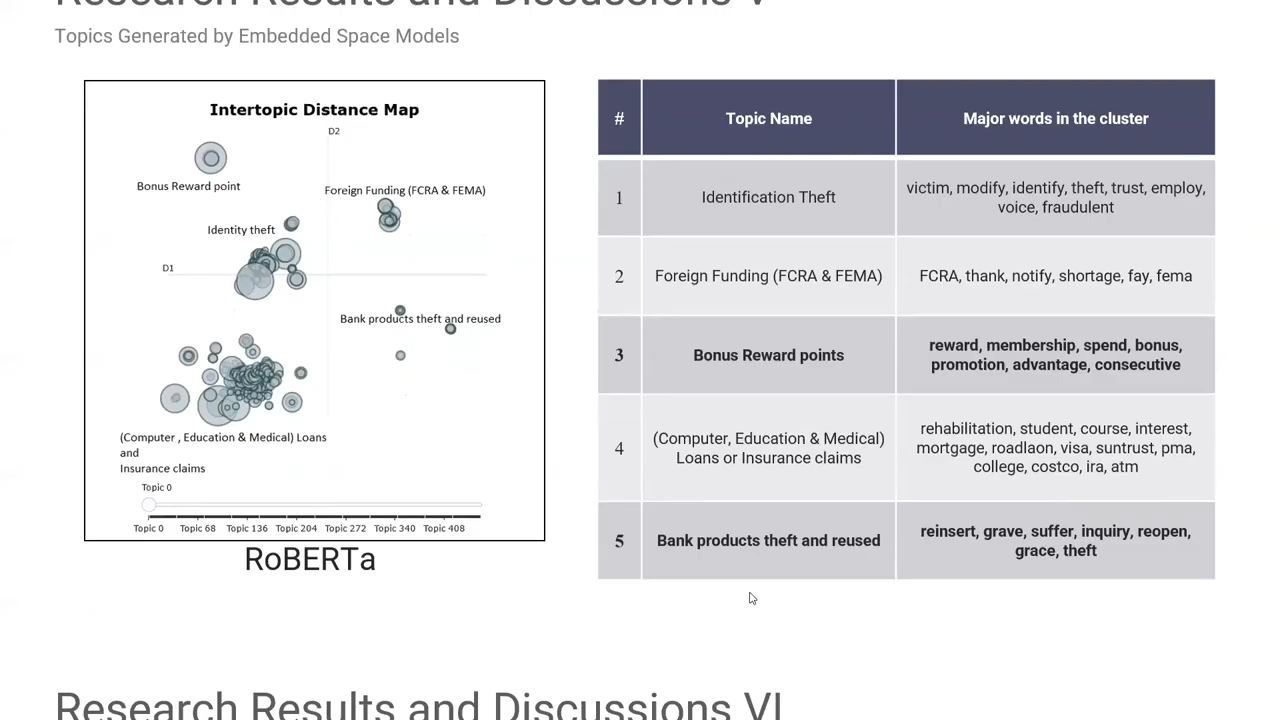 Research Results and Discussions V
Topics Generated by Embedded Space Models
Intertopic Distance Map
D2
Bonus Reward point
Foreign Funding (FCRA & FEMA)
Identity theft
D1
Bank products theft and reused
(Computer , Education & Medical) Loans
and
Insurance claims
Topic 0
Topic 0 Topic 68 Topic 136 Topic 204 Topic 272 Topic 340 Topic 408
RoBERTa
# Topic Name Major words in the cluster
1 Identification Theft victim, modify, identify, theft, trust, employ,
voice, fraudulent
2 Foreign Funding (FCRA & FEMA) FCRA, thank, notify, shortage, fay, fema
3 Bonus Reward points reward, membership, spend, bonus,
promotion, advantage, consecutive
4 (Computer, Education & Medical)
Loans or Insurance claims
rehabilitation, student, course, interest,
mortgage, roadlaon, visa, suntrust, pma,
college, costco, ira, atm
5 Bank products theft and reused reinsert, grave, suffer, inquiry, reopen,
grace, theft
Research Results and Discussions VI